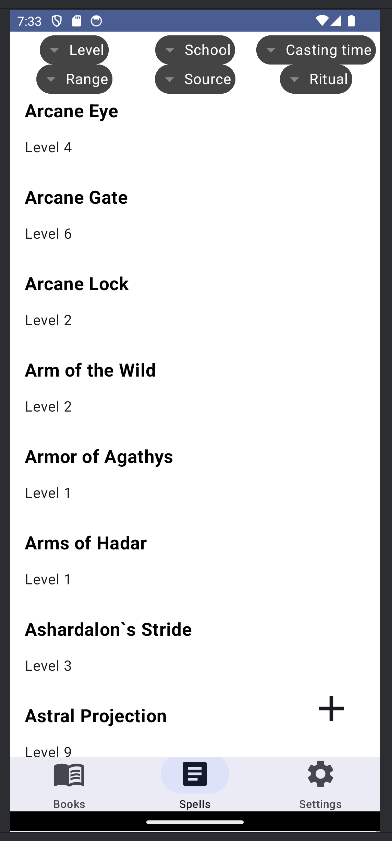 7:33
Level School Casting time
Range Source Ritual
Arcane Eye
Level 4
Arcane Gate
Level 6
Arcane Lock
Level 2
Arm of the Wild
Level 2
Armor of Agathys
Level 1
Arms of Hadar
Level 1
Ashardalon`s Stride
Level 3
Astral Projection
Level 9
Books Spells Settings